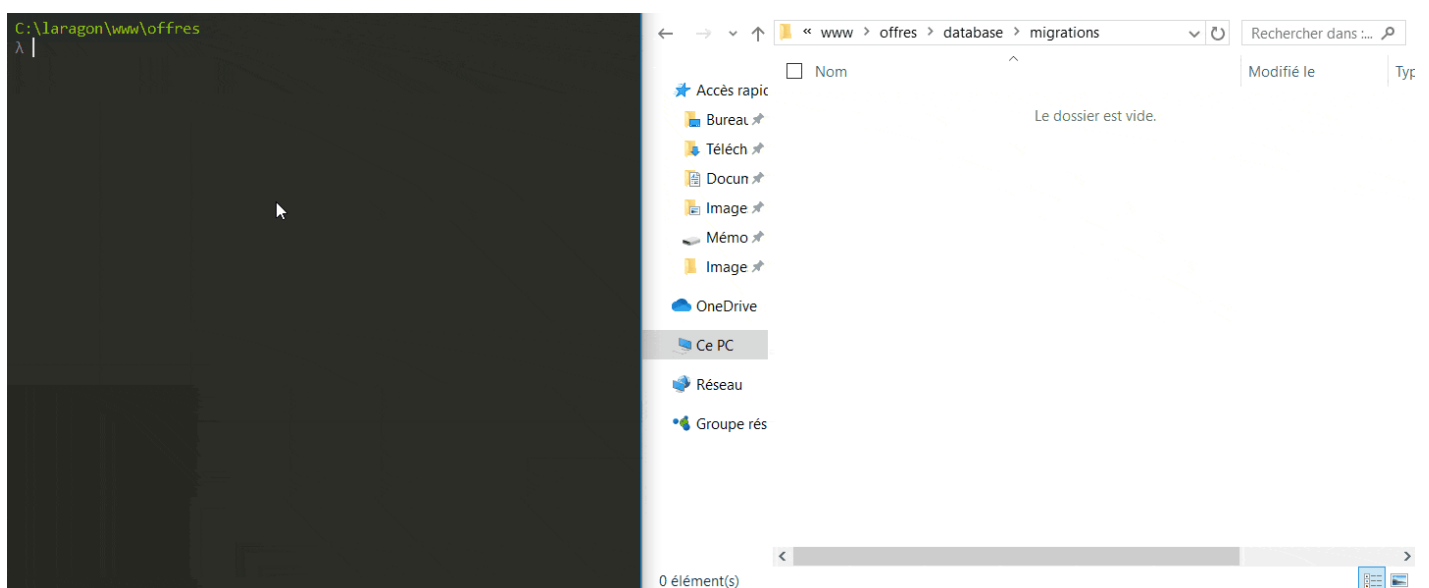 C:\laragon\www\offres
λ
« www > offres > database > migrations
Rechercher dans :...
Nom
Modifié le
Typ
Le dossier est vide.
Accès rapid
Bureau
Téléch
Docum
Image
Mémo
Image
OneDrive
Ce PC
Réseau
Groupe rés
0 élément(s)